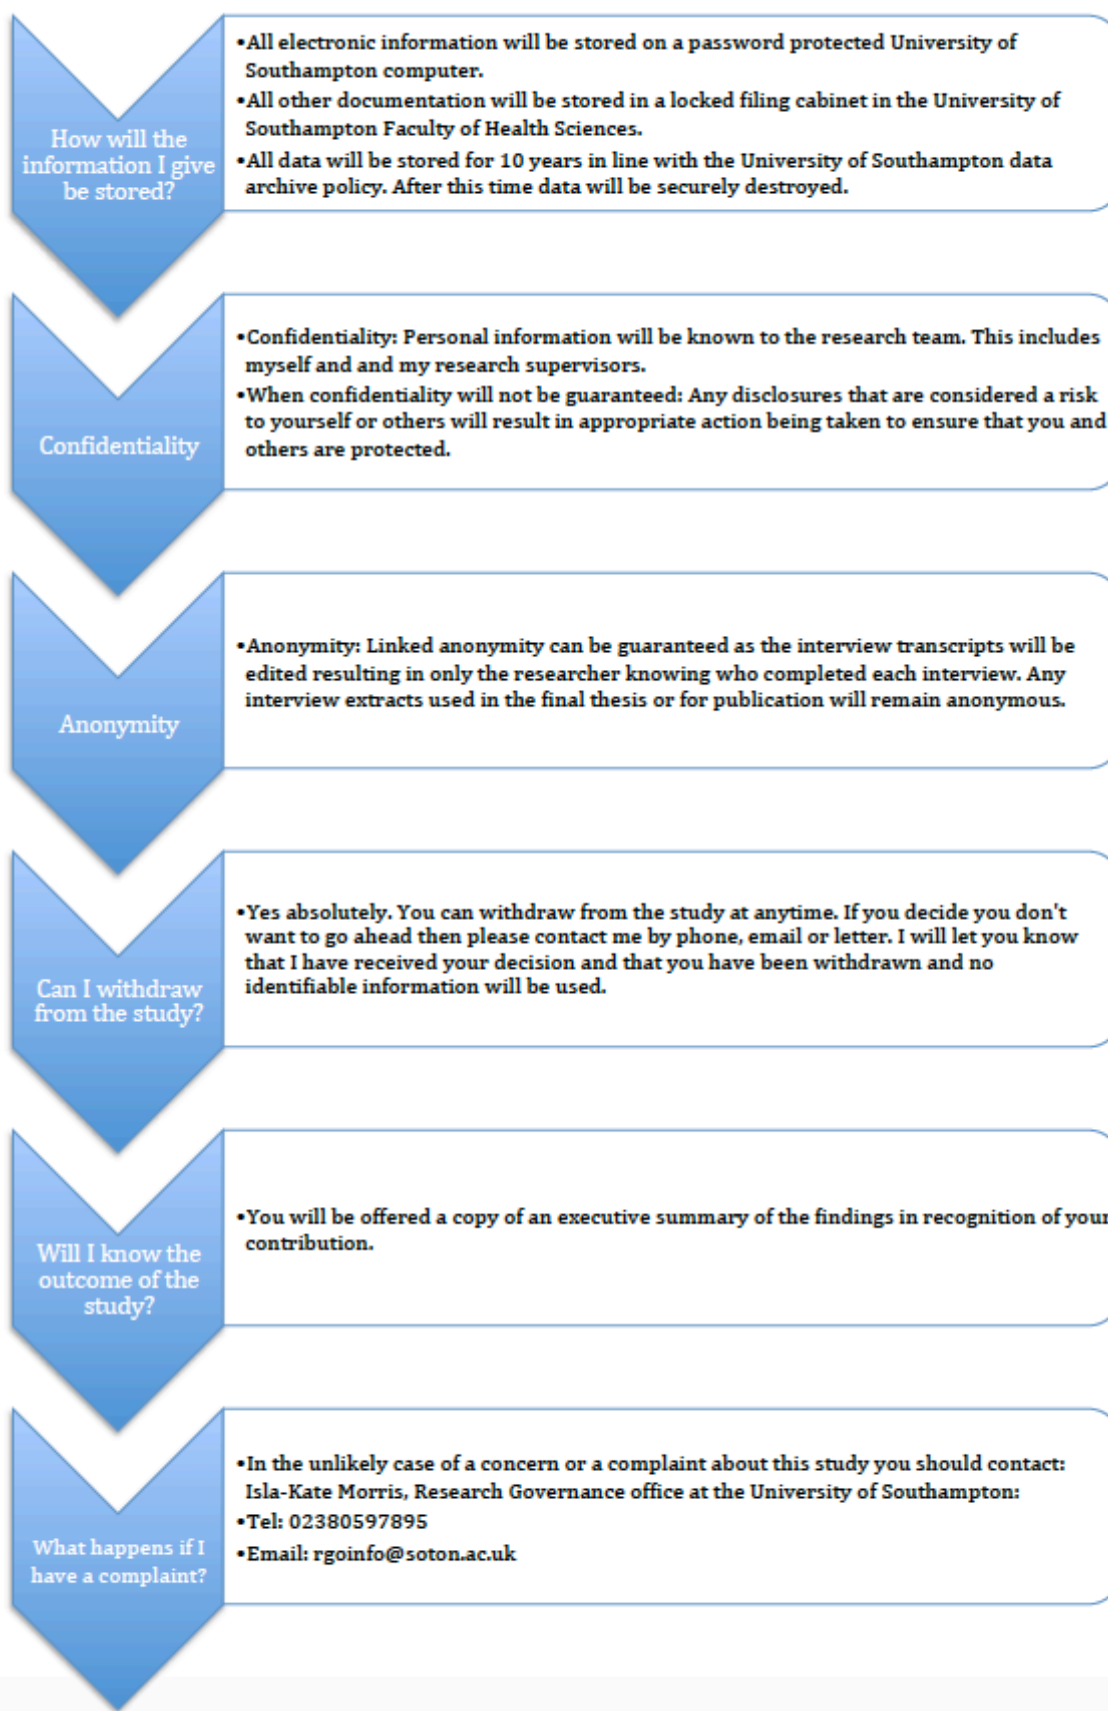 How will the
information I give
be stored?
•All electronic information will be stored on a password protected University of
Southampton computer.
•All other documentation will be stored in a locked filing cabinet in the University of
Southampton Faculty of Health Sciences.
•All data will be stored for 10 years in line with the University of Southampton data
archive policy. After this time data will be securely destroyed.
Confidentiality
•Confidentiality: Personal information will be known to the research team. This includes
myself and and my research supervisors.
•When confidentiality will not be guaranteed: Any disclosures that are considered a risk
to yourself or others will result in appropriate action being taken to ensure that you and
others are protected.
Anonymity
•Anonymity: Linked anonymity can be guaranteed as the interview transcripts will be
edited resulting in only the researcher knowing who completed each interview. Any
interview extracts used in the final thesis or for publication will remain anonymous.
Can I withdraw
from the study?
•Yes absolutely. You can withdraw from the study at anytime. If you decide you don't
want to go ahead then please contact me by phone, email or letter. I will let you know
that I have received your decision and that you have been withdrawn and no
identifiable information will be used.
Will I know the
outcome of the
study?
•You will be offered a copy of an executive summary of the findings in recognition of your
contribution.
What happens if I
have a complaint?
•In the unlikely case of a concern or a complaint about this study you should contact:
Isla-Kate Morris, Research Governance office at the University of Southampton:
•Tel: 02380597895
•Email: rgoinfo@soton.ac.uk